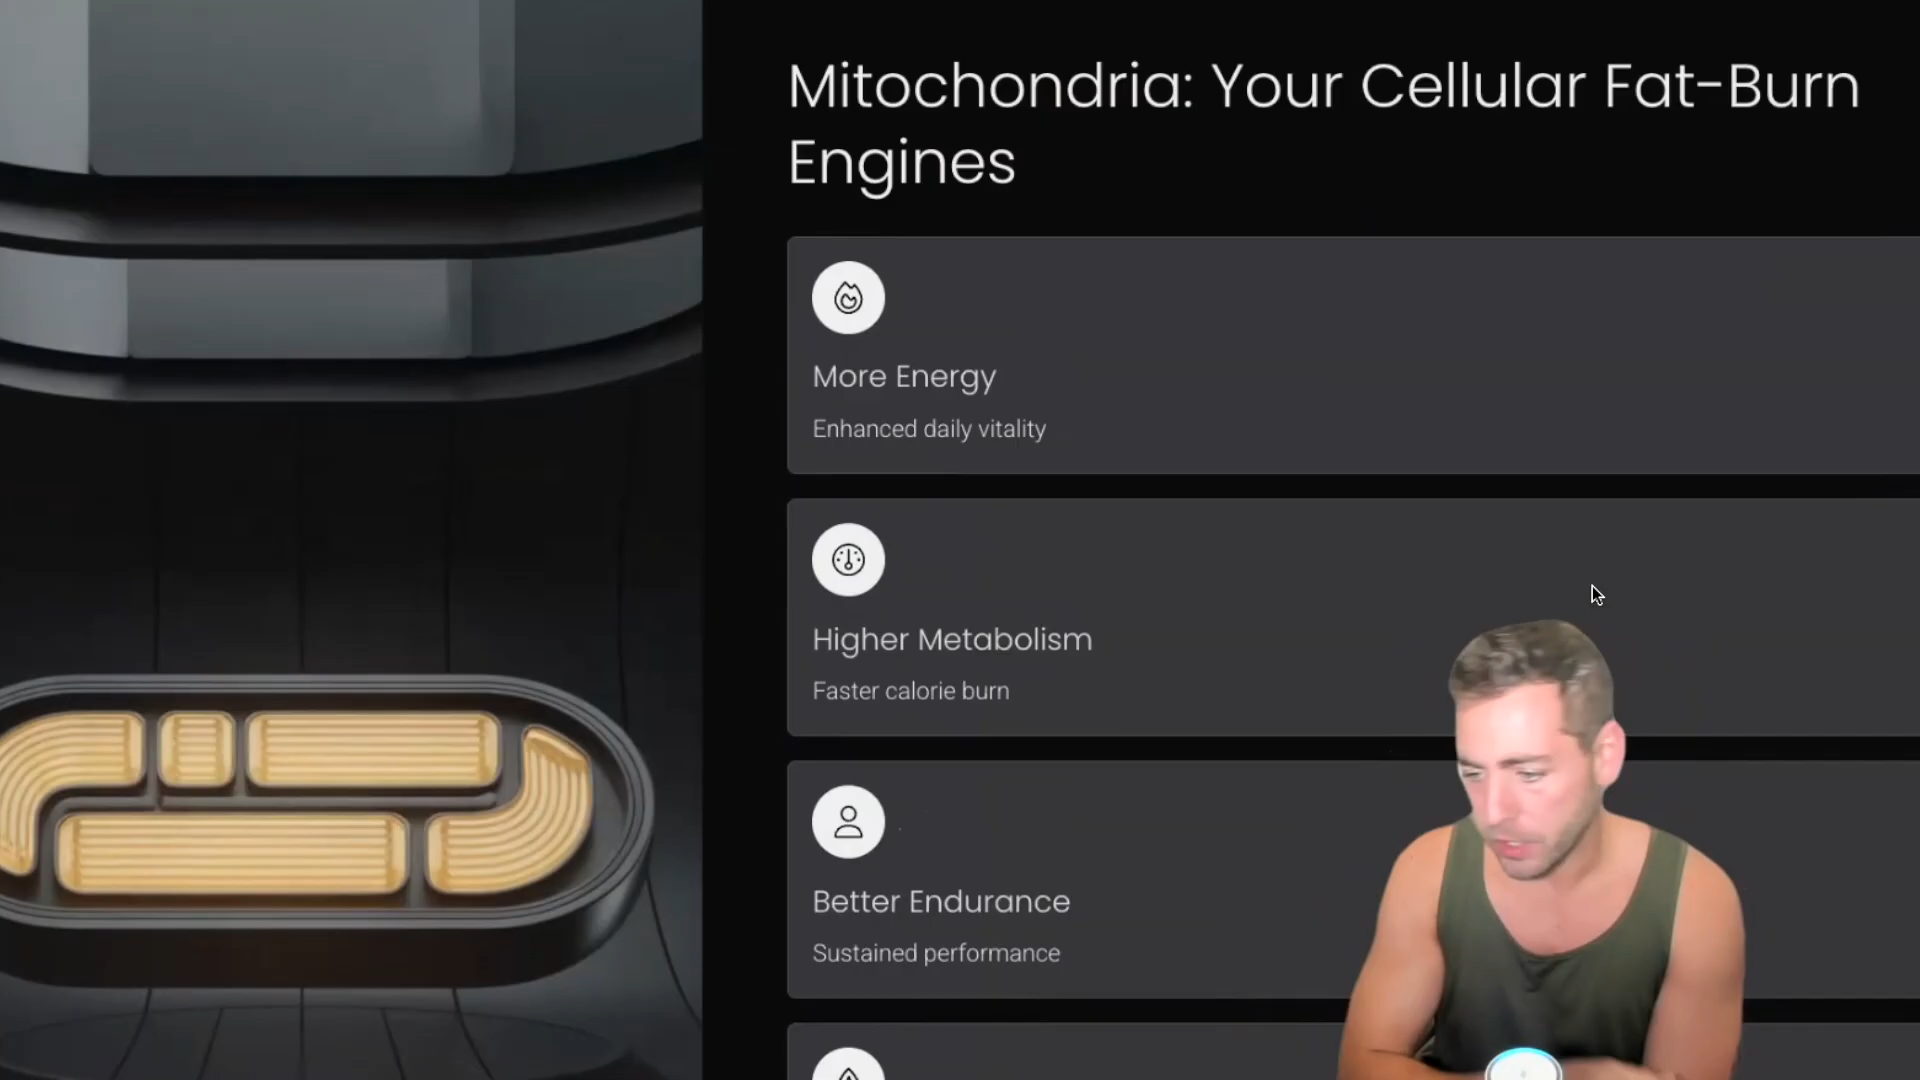 Mitochondria: Your Cellular Fat-Burn
Engines
More Energy
Enhanced daily vitality
Higher Metabolism
Faster calorie burn
Better Endurance
Sustained performance